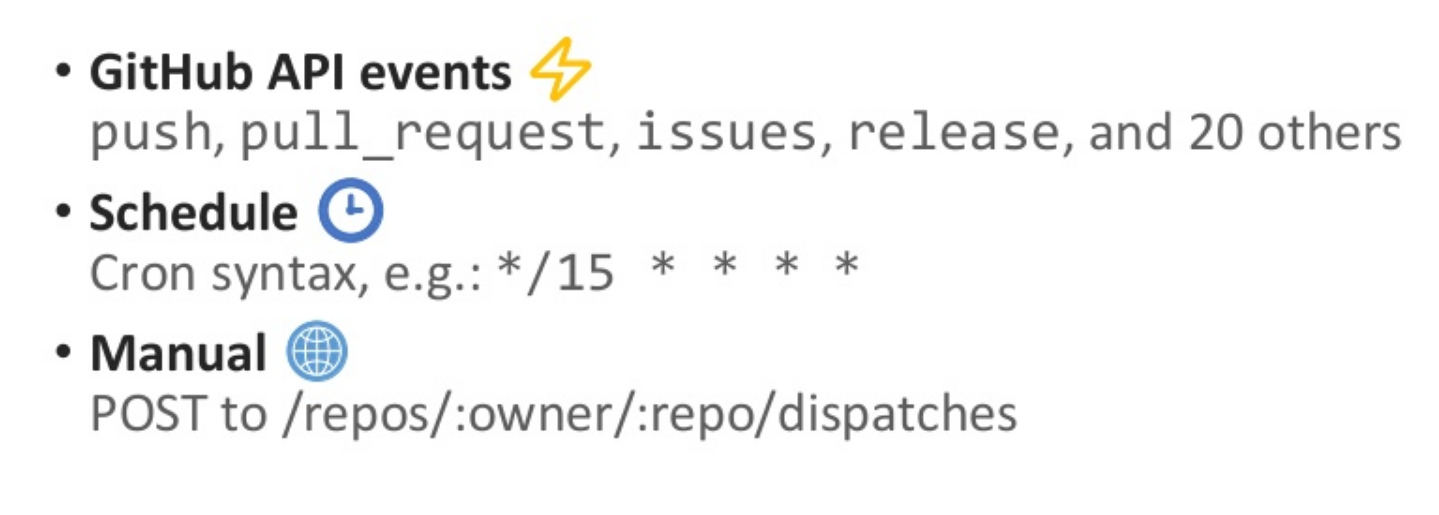 • GitHub API events ⚡
push, pull_request, issues, release, and 20 others
• Schedule
Cron syntax, e.g.: */15 * * * *
• Manual
POST to /repos/:owner/:repo/dispatches